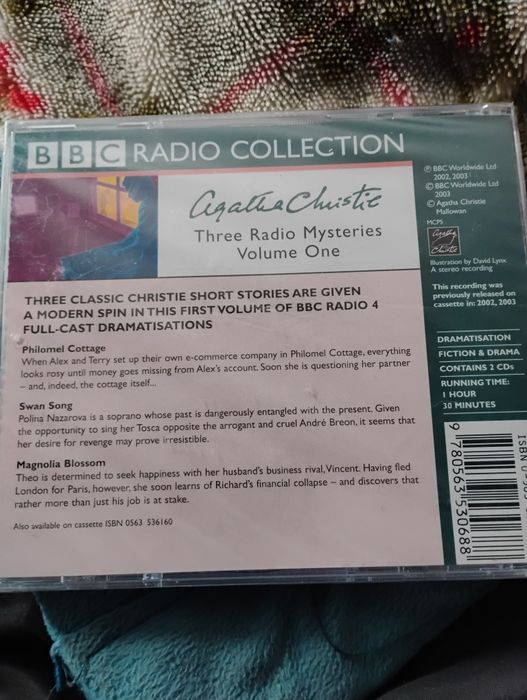 BBC RADIO COLLECTION
Agatha Christie
Three Radio Mysteries
Volume One
THREE CLASSIC CHRISTIE SHORT STORIES ARE GIVEN
A MODERN SPIN IN THIS FIRST VOLUME OF BBC RADIO 4
FULL-CAST DRAMATISATIONS
Philomel Cottage
When Alex and Terry set up their own e-commerce company in Philomel Cottage, everything
looks rosy until money goes missing from Alex's account. Soon she is questioning her partner
– and, indeed, the cottage itself...
Swan Song
Polina Nazarova is a soprano whose past is dangerously entangled with the present. Given
the opportunity to sing her Tosca opposite the arrogant and cruel André Breon, it seems that
her desire for revenge may prove irresistible.
Magnolia Blossom
Theo is determined to seek happiness with her husband's business rival, Vincent. Having fled
London for Paris, however, she soon learns of Richard's financial collapse – and discovers that
rather more than just his job is at stake.
Also available on cassette ISBN 0563 536160
℗ BBC Worldwide Ltd
2002, 2003
© BBC Worldwide Ltd
2003
© Agatha Christie
Mallowan
MCPS
Agatha
Christie
Illustration by David Lynx
A stereo recording
This recording was
previously released on
cassette in: 2002, 2003
DRAMATISATION
FICTION & DRAMA
CONTAINS 2 CDs
RUNNING TIME:
1 HOUR
30 MINUTES
9 780563 530688
ISBN